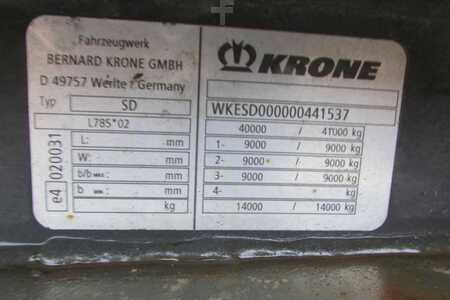 Fahrzeugwerk
BERNARD KRONE GMBH
D 49757 Werlte / Germany
Typ SD
L785*02
e4 020031
L: mm
W: mm
b/b MAX.: mm
b MIN.: mm
kg
KRONE
WKESD000000441537
40000 / 41000 kg
1- 9000 / 9000 kg
2- 9000 / 9000 kg
3- 9000 / 9000 kg
4- / kg
14000 / 14000 kg